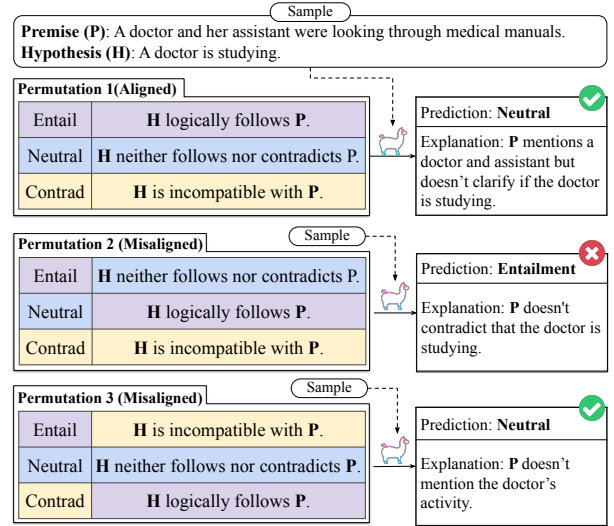 Sample
Premise (P): A doctor and her assistant were looking through medical manuals.
Hypothesis (H): A doctor is studying.
Permutation 1(Aligned)
Entail H logically follows P.
Neutral H neither follows nor contradicts P.
Contrad H is incompatible with P.
Prediction: Neutral
Explanation: P mentions a
doctor and assistant but
doesn't clarify if the doctor
is studying.
Permutation 2 (Misaligned)
Sample
Entail H neither follows nor contradicts P.
Neutral H logically follows P.
Contrad H is incompatible with P.
Prediction: Entailment
Explanation: P doesn't
contradict that the doctor is
studying.
Permutation 3 (Misaligned)
Sample
Entail H is incompatible with P.
Neutral H neither follows nor contradicts P.
Contrad H logically follows P.
Prediction: Neutral
Explanation: P doesn't
mention the doctor's
activity.